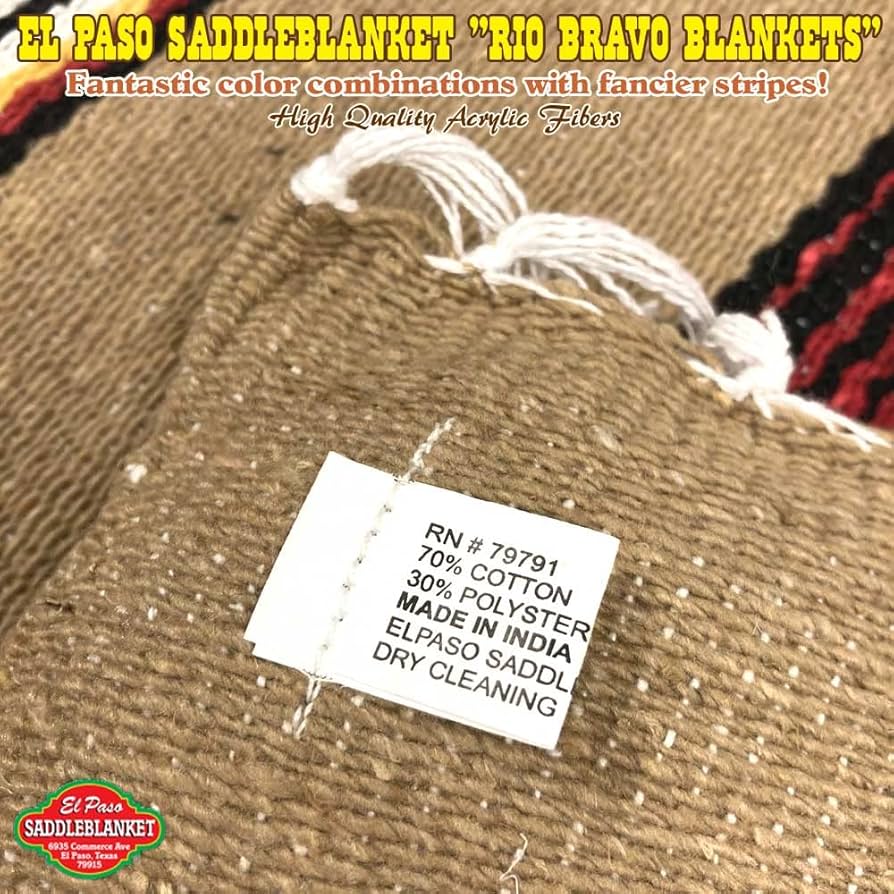 EL PASO SADDLEBLANKET "RIO BRAVO BLANKETS"
Fantastic color combinations with fancier stripes!
High Quality Acrylic Fibers
RN # 79791
70% COTTON
30% POLYSTER
MADE IN INDIA
ELPASO SADDL
DRY CLEANING
El Paso
SADDLEBLANKET
6935 Commerce Ave
El Paso, Texas
79915